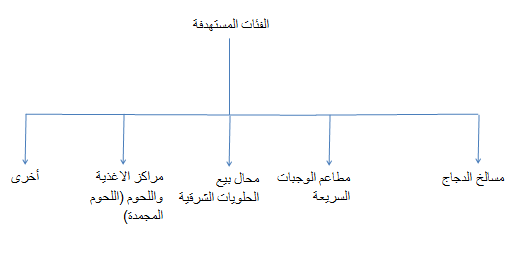 الفئات المستهدفة
مسالخ الدجاج
مطاعم الوجبات
السريعة
محال بيع
الحلويات الشرقية
مراكز الاغذية
واللحوم (اللحوم
المجمدة)
أخرى